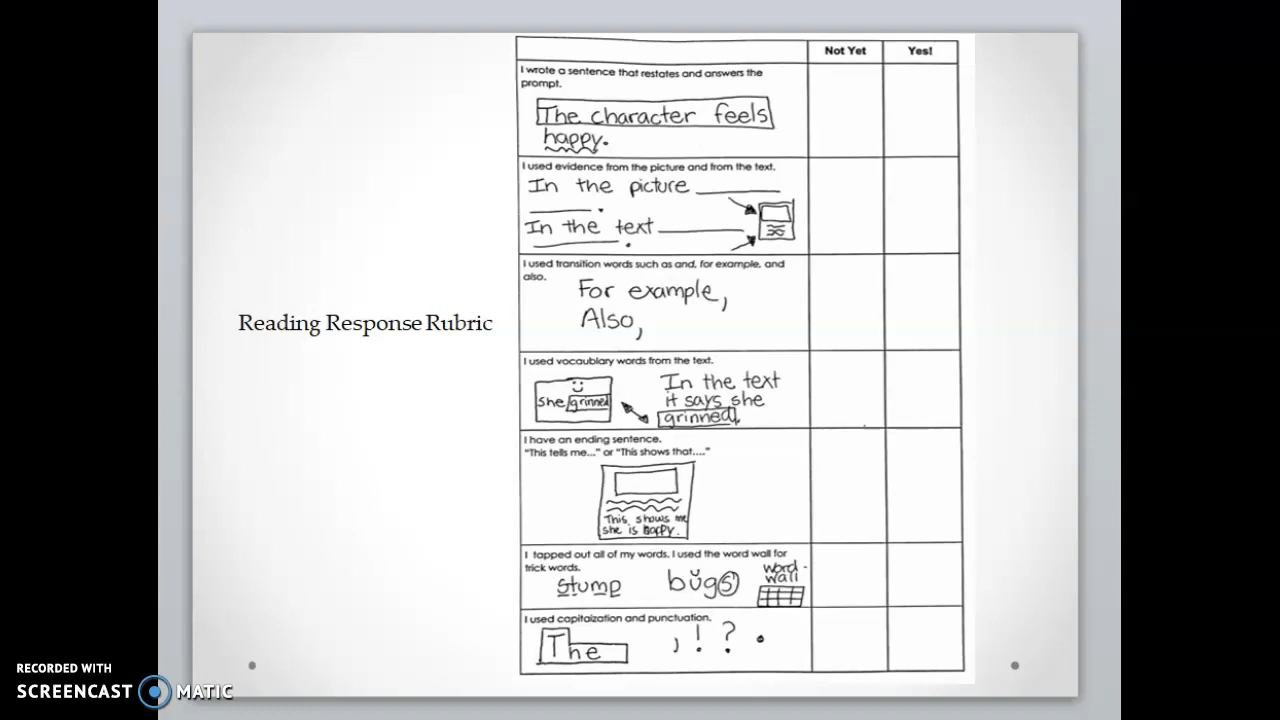 Not Yet Yes!
I wrote a sentence that restates and answers the
prompt.
The character feels
happy.
I used evidence from the picture and from the text.
In the picture
.
In the text
.
I used transition words such as and, for example, and
also.
For example,
Also,
I used vocaublary words from the text.
She grinned
In the text
it says she
grinned.
I have an ending sentence.
"This tells me..." or "This shows that...."
This shows me
she is happy.
I tapped out all of my words. I used the word wall for
trick words.
stump bŭgs
word
wall
I used capitaization and punctuation.
The , ! ? .
Reading Response Rubric
RECORDED WITH
SCREENCAST MATIC